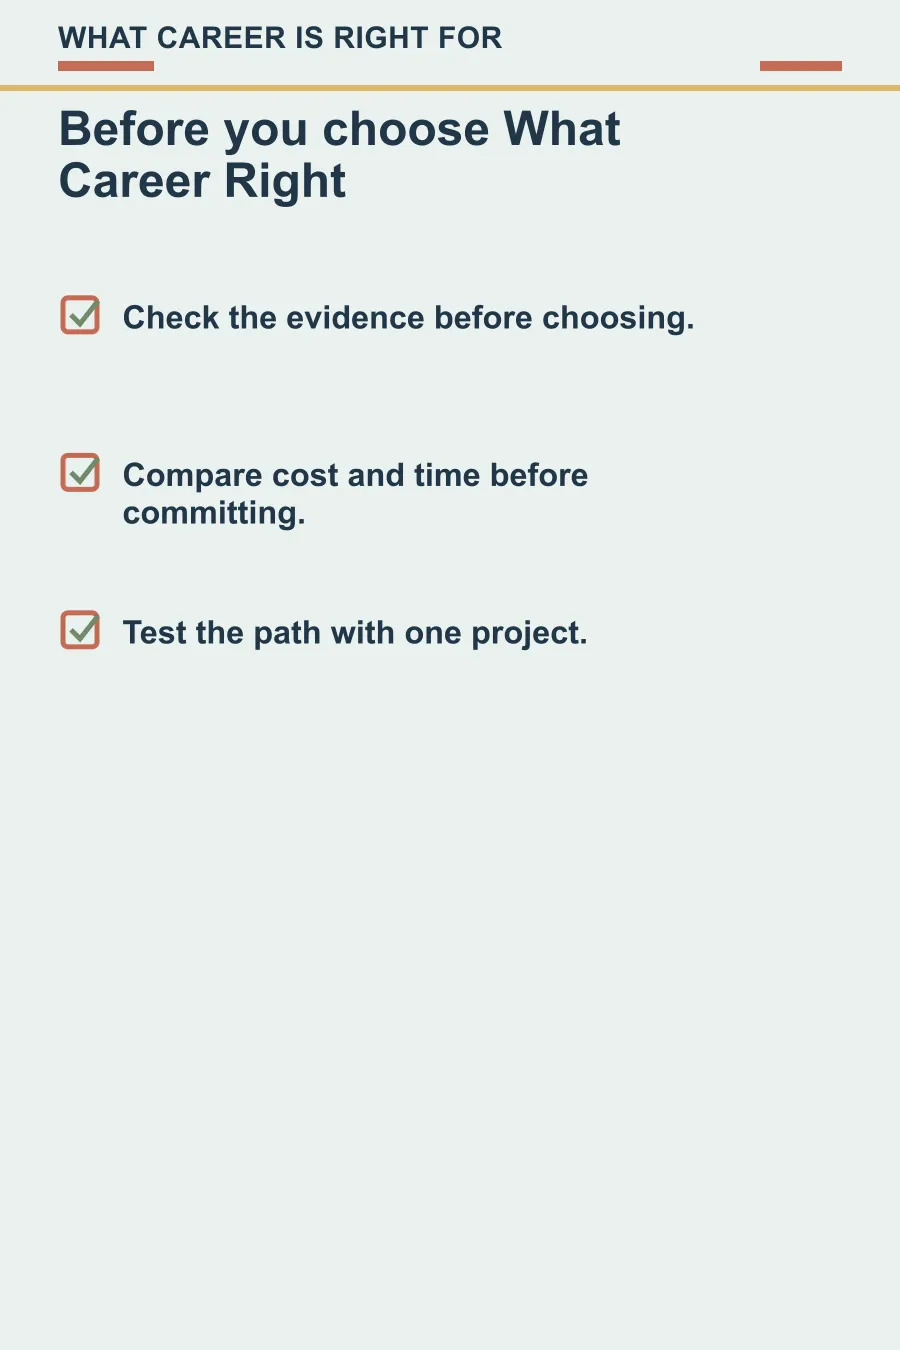 WHAT CAREER IS RIGHT FOR
Before you choose What
Career Right
Check the evidence before choosing.
Compare cost and time before
committing.
Test the path with one project.